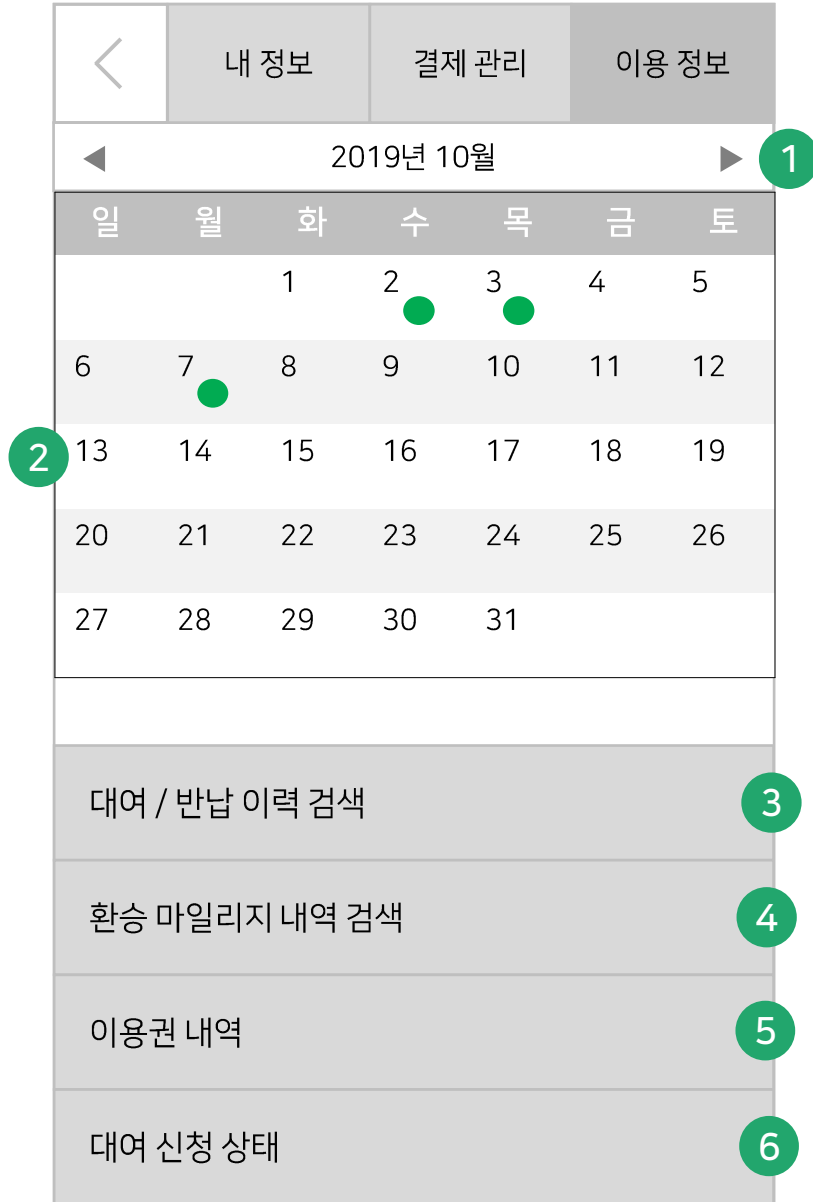 내 정보 결제 관리 이용 정보
◀ 2019년 10월 ▶ 1
일 월 화 수 목 금 토
1 2 3 4 5
6 7 8 9 10 11 12
2 13 14 15 16 17 18 19
20 21 22 23 24 25 26
27 28 29 30 31
대여 / 반납 이력 검색 3
환승 마일리지 내역 검색 4
이용권 내역 5
대여 신청 상태 6